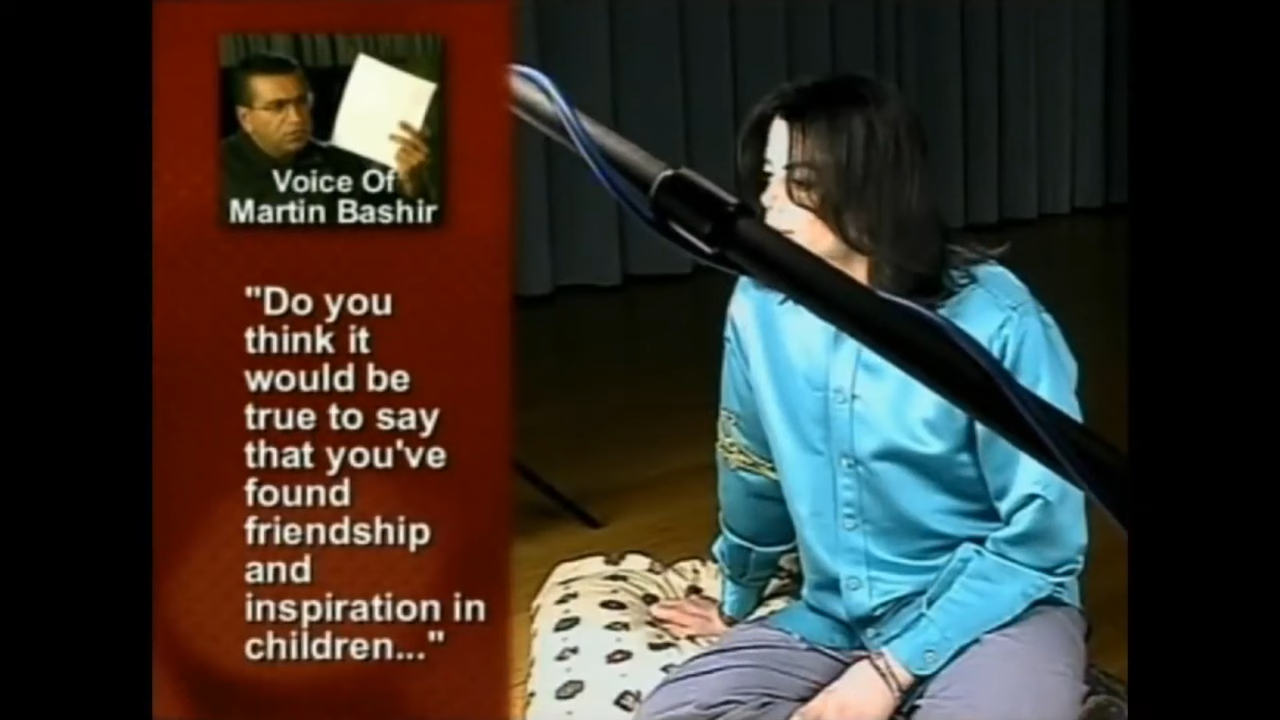 Voice Of
Martin Bashir
"Do you
think it
would be
true to say
that you've
found
friendship
and
inspiration in
children..."